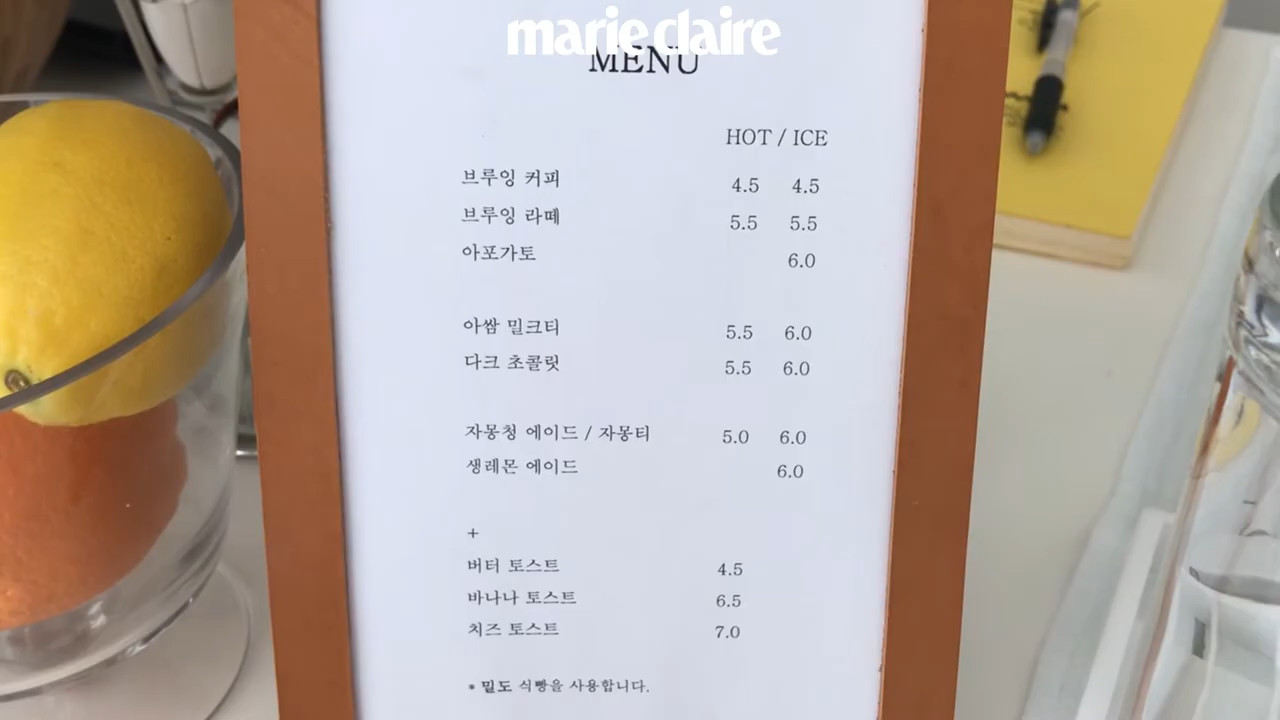 marie claire
MENU
HOT / ICE
브루잉 커피 4.5 4.5
브루잉 라떼 5.5 5.5
아포가토 6.0
아쌈 밀크티 5.5 6.0
다크 초콜릿 5.5 6.0
자몽청 에이드 / 자몽티 5.0 6.0
생레몬 에이드 6.0
+
버터 토스트 4.5
바나나 토스트 6.5
치즈 토스트 7.0
* 밀도 식빵을 사용합니다.